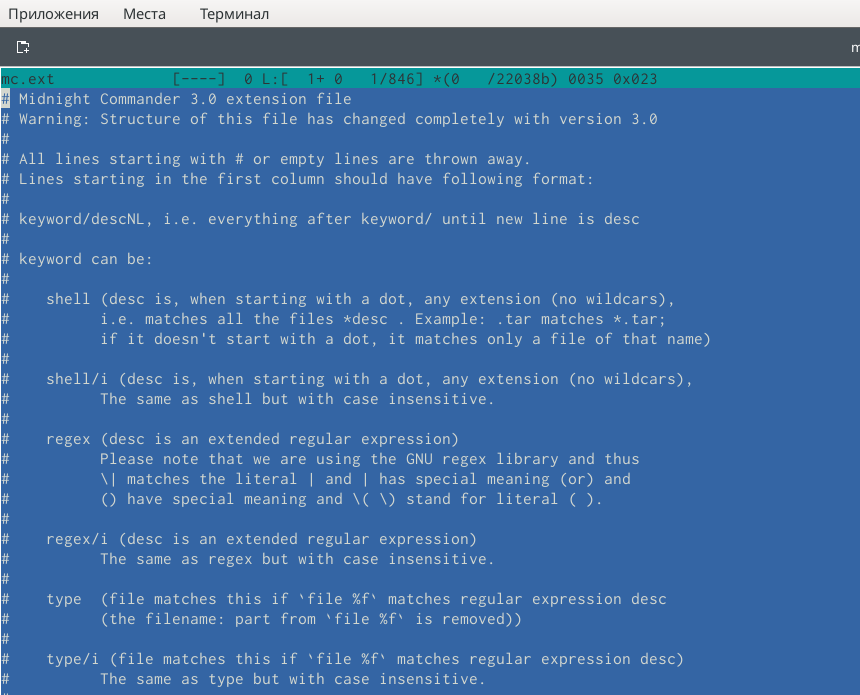 Приложения Места Терминал
m
mc.ext [----] 0 L:[ 1+ 0 1/846] *(0 /22038b) 0035 0x023
# Midnight Commander 3.0 extension file
# Warning: Structure of this file has changed completely with version 3.0
#
# All lines starting with # or empty lines are thrown away.
# Lines starting in the first column should have following format:
#
# keyword/descNL, i.e. everything after keyword/ until new line is desc
#
# keyword can be:
#
# shell (desc is, when starting with a dot, any extension (no wildcars),
# i.e. matches all the files *desc . Example: .tar matches *.tar;
# if it doesn't start with a dot, it matches only a file of that name)
#
# shell/i (desc is, when starting with a dot, any extension (no wildcars),
# The same as shell but with case insensitive.
#
# regex (desc is an extended regular expression)
# Please note that we are using the GNU regex library and thus
# \| matches the literal | and | has special meaning (or) and
# () have special meaning and \( \) stand for literal ( ).
#
# regex/i (desc is an extended regular expression)
# The same as regex but with case insensitive.
#
# type (file matches this if `file %f` matches regular expression desc
# (the filename: part from `file %f` is removed))
#
# type/i (file matches this if `file %f` matches regular expression desc)
# The same as type but with case insensitive.